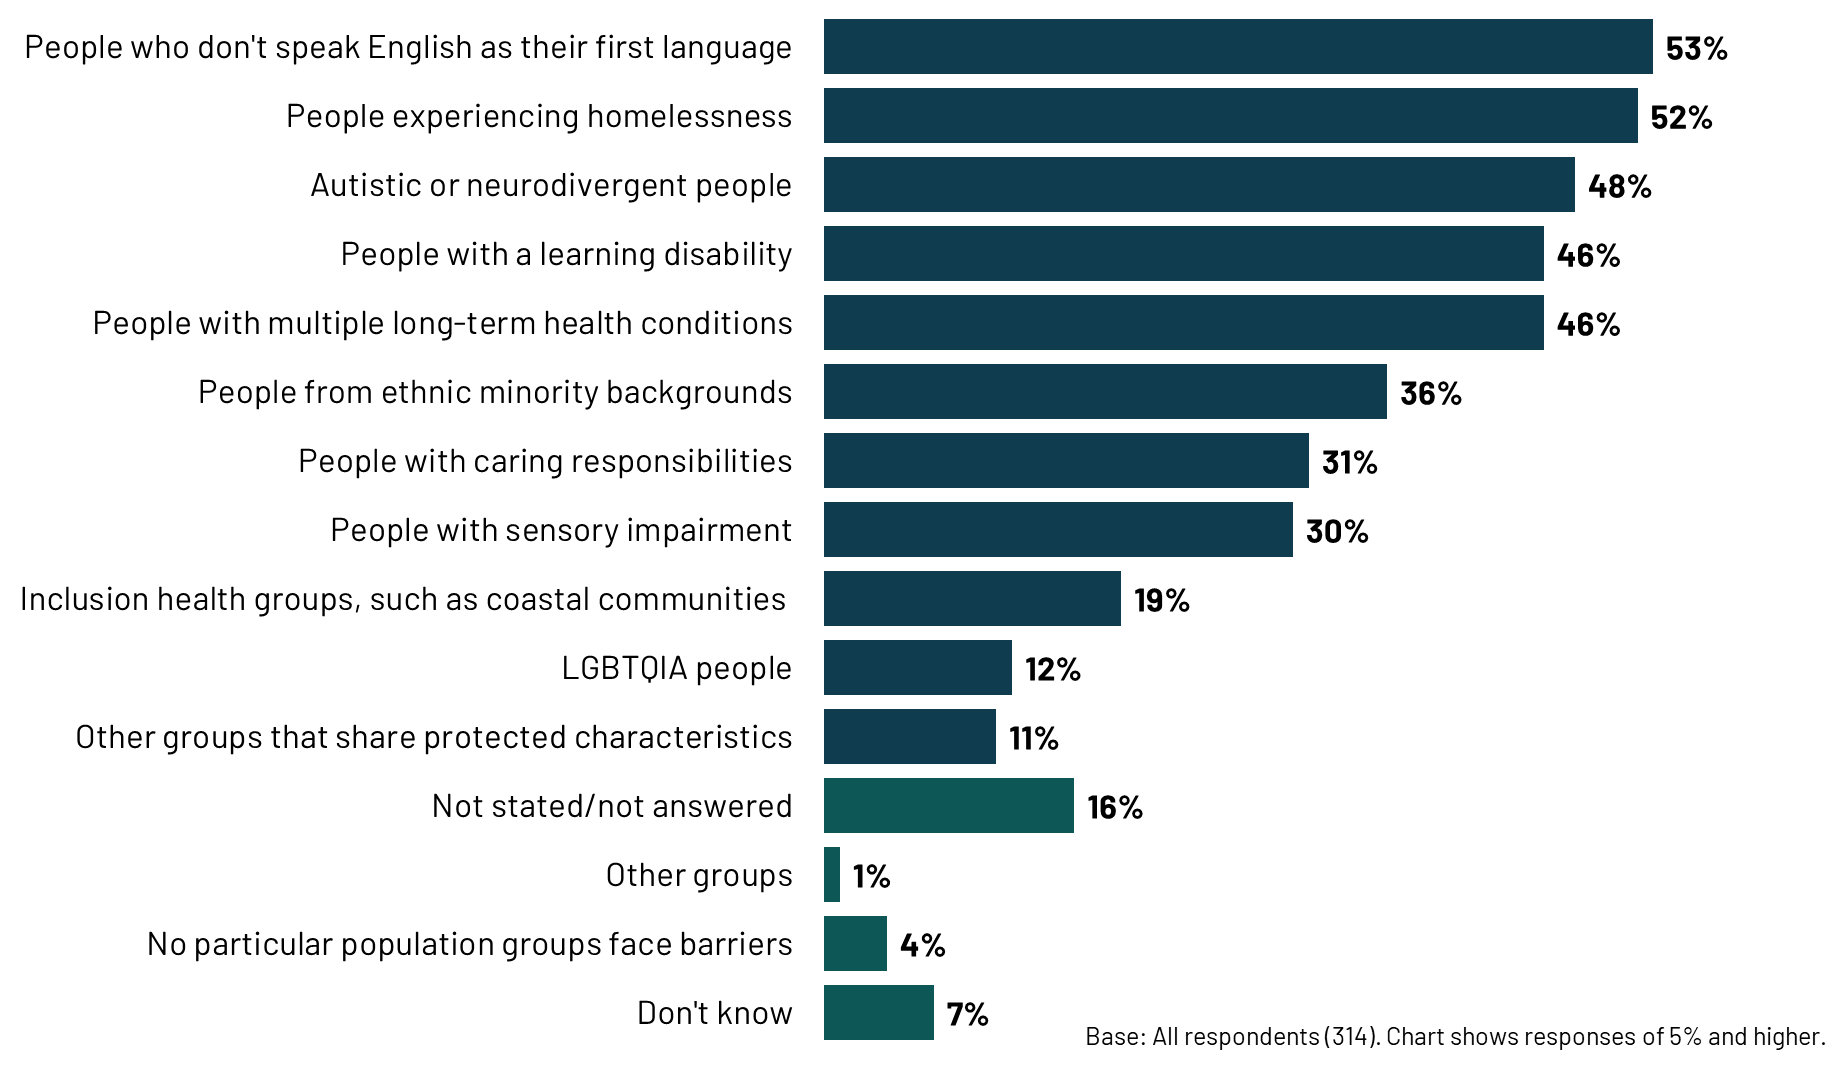 People who don't speak English as their first language 53%
People experiencing homelessness 52%
Autistic or neurodivergent people 48%
People with a learning disability 46%
People with multiple long-term health conditions 46%
People from ethnic minority backgrounds 36%
People with caring responsibilities 31%
People with sensory impairment 30%
Inclusion health groups, such as coastal communities 19%
LGBTQIA people 12%
Other groups that share protected characteristics 11%
Not stated/not answered 16%
Other groups 1%
No particular population groups face barriers 4%
Don't know 7%
Base: All respondents (314). Chart shows responses of 5% and higher.